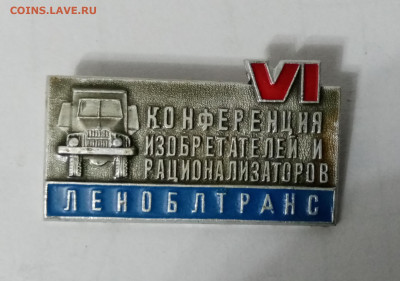 COINS.LAVE.RU
VI
КОНФЕРЕНЦИЯ
ИЗОБРЕТАТЕЛЕЙ И
РАЦИОНАЛИЗАТОРОВ
ЛЕНОБЛТРАНС